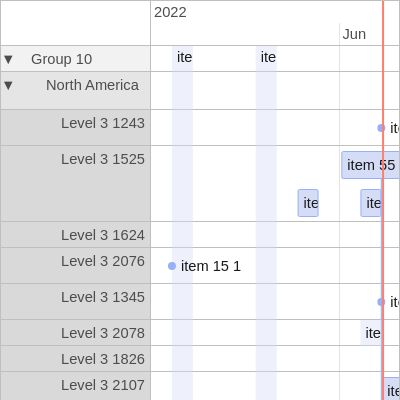 2022
Jun
▼ Group 10 ite ite
▼ North America
Level 3 1243 it
Level 3 1525 item 55
ite ite
Level 3 1624
Level 3 2076 item 15 1
Level 3 1345 it
Level 3 2078 ite
Level 3 1826
Level 3 2107 ite